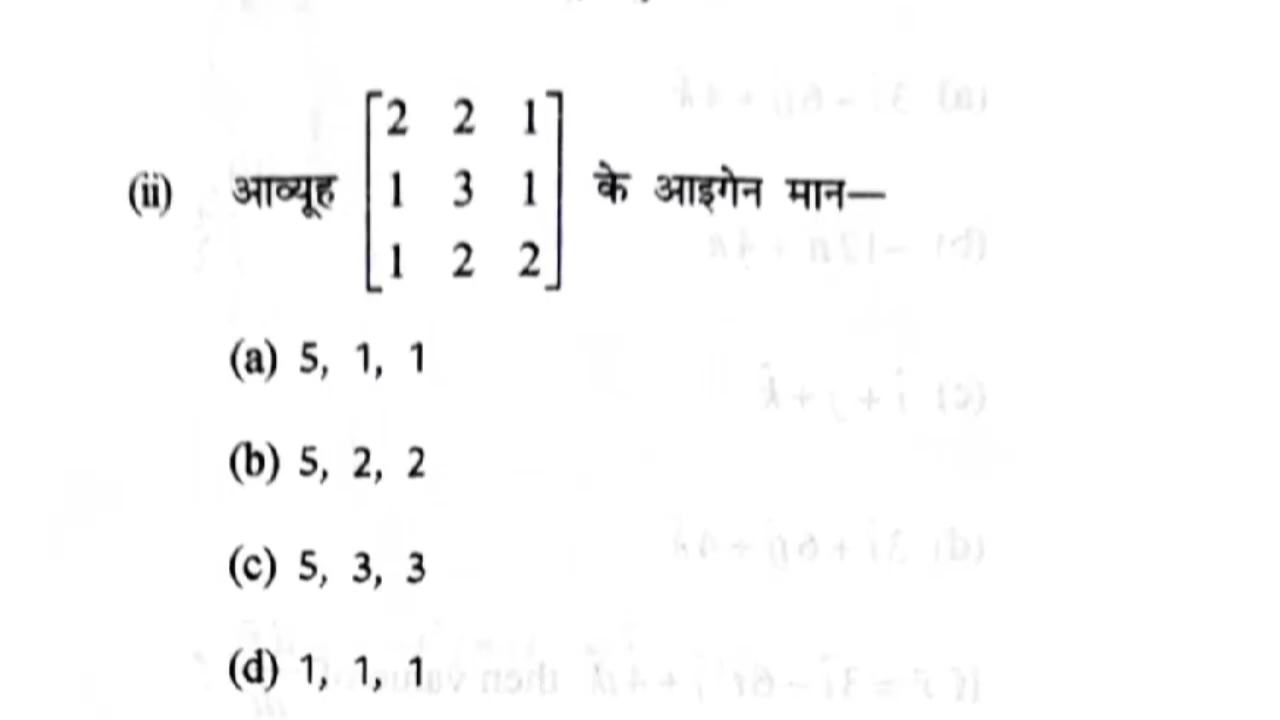 2 2 1
(ii) आव्यूह 1 3 1 के आइगेन मान—
1 2 2
(a) 5, 1, 1
(b) 5, 2, 2
(c) 5, 3, 3
(d) 1, 1, 1